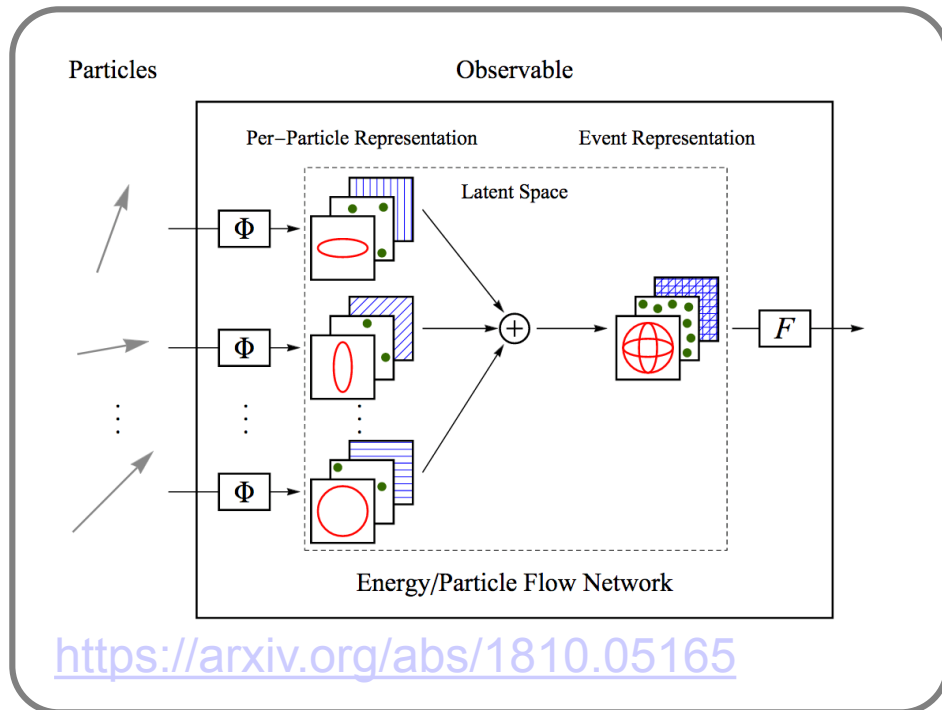 Particles
Observable
Per-Particle Representation
Event Representation
Latent Space
Φ
Φ
Φ
F
Energy/Particle Flow Network
https://arxiv.org/abs/1810.05165